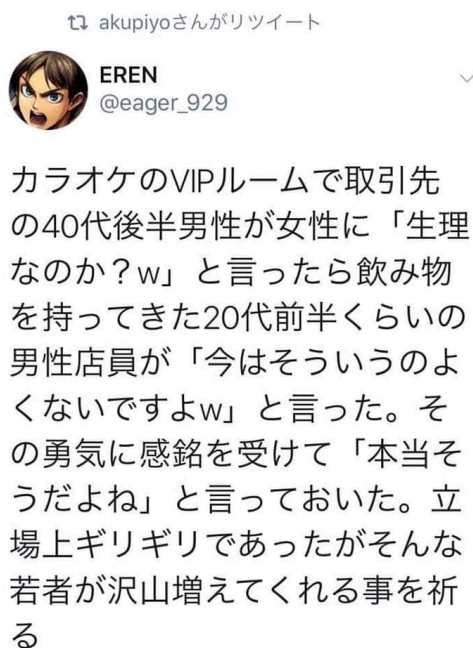 akupiyoさんがリツイート
EREN
@eager_929
カラオケのVIPルームで取引先
の40代後半男性が女性に「生理
なのか？w」と言ったら飲み物
を持ってきた20代前半くらいの
男性店員が「今はそういうのよ
くないですよw」と言った。そ
の勇気に感銘を受けて「本当そ
うだよね」と言っておいた。立
場上ギリギリであったがそんな
若者が沢山増えてくれる事を祈
る